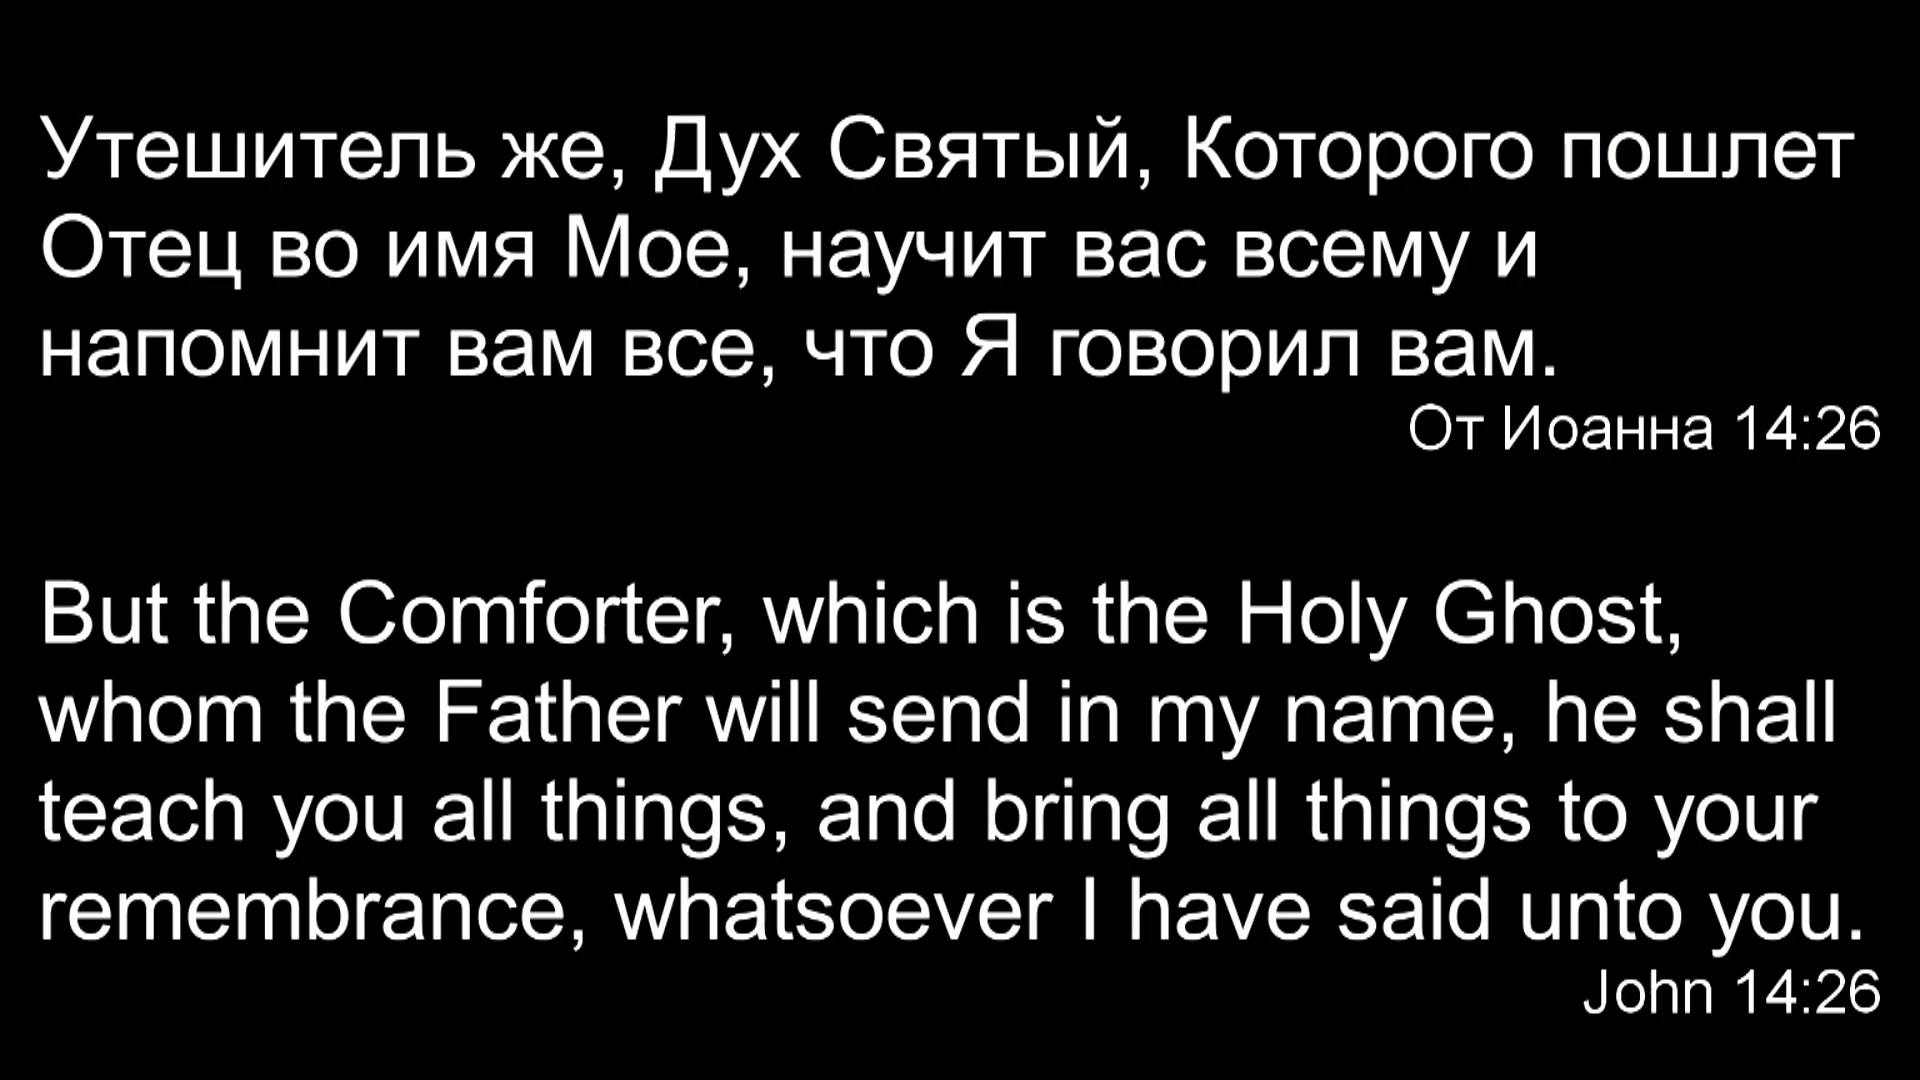 Утешитель же, Дух Святый, Которого пошлет
Отец во имя Мое, научит вас всему и
напомнит вам все, что Я говорил вам.
От Иоанна 14:26
But the Comforter, which is the Holy Ghost,
whom the Father will send in my name, he shall
teach you all things, and bring all things to your
remembrance, whatsoever I have said unto you.
John 14:26